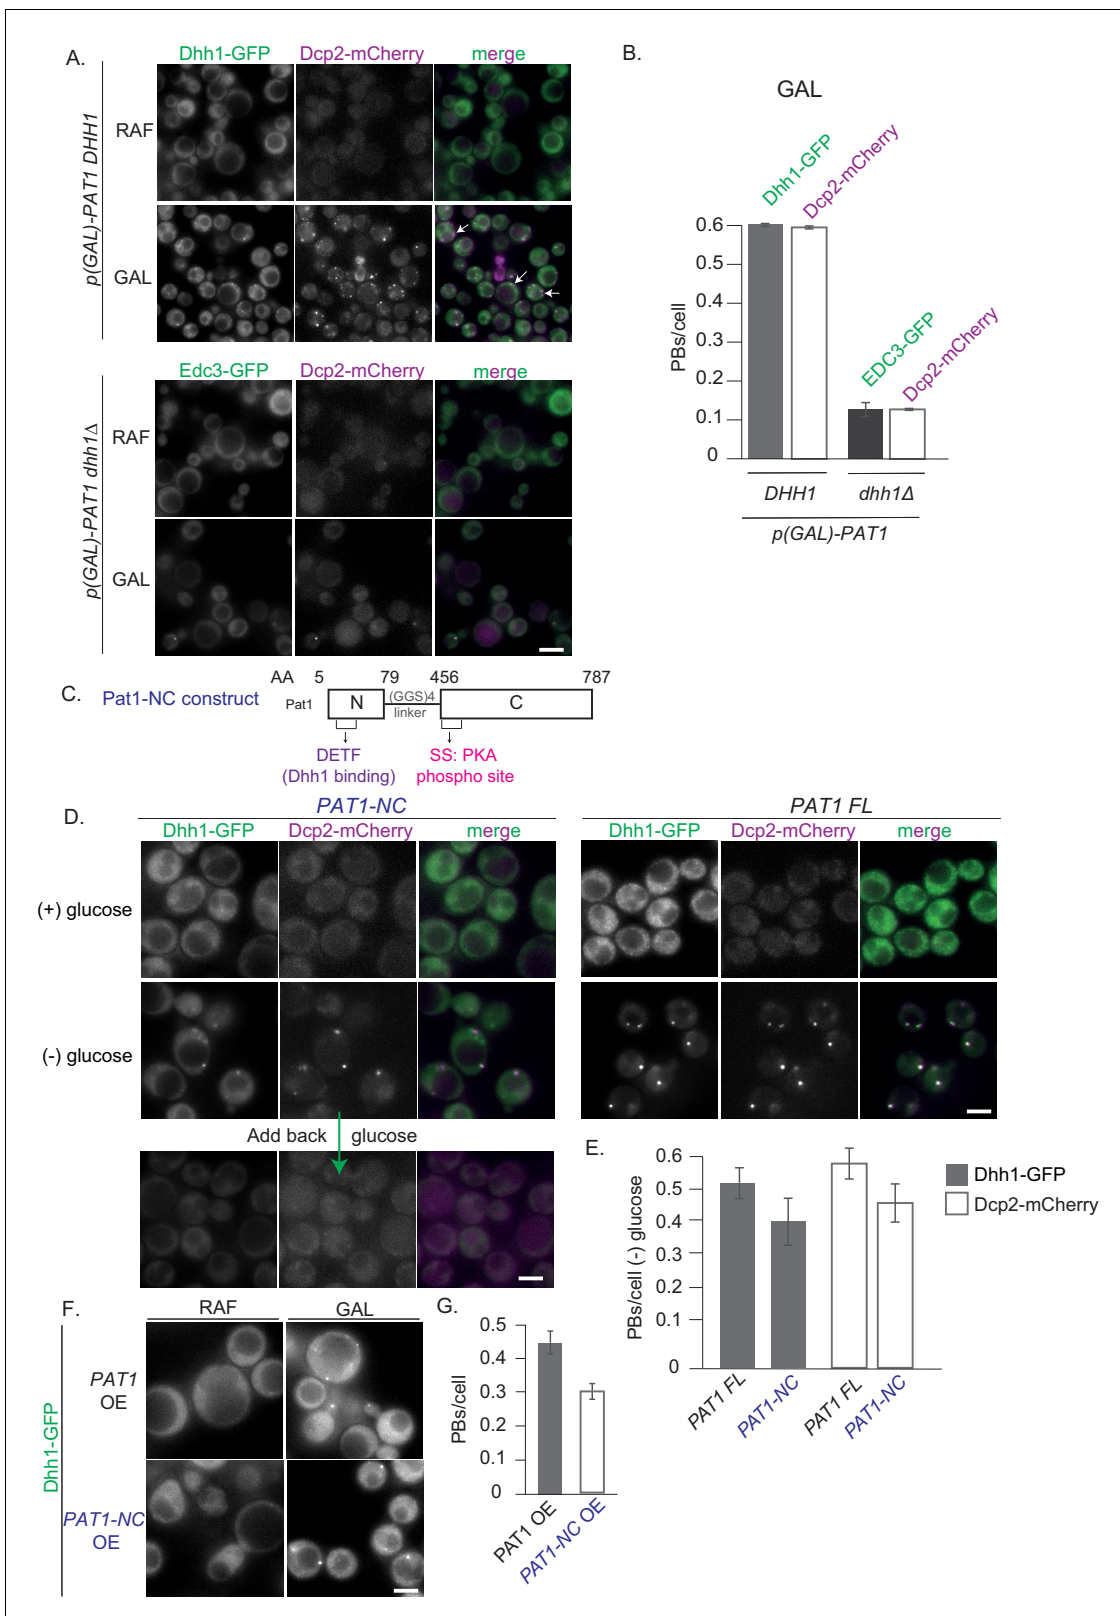 A.
Dhh1-GFP Dcp2-mCherry merge
p(GAL)-PAT1 DHH1
RAF
GAL
Edc3-GFP Dcp2-mCherry merge
p(GAL)-PAT1 dhh1Δ
RAF
GAL
B.
GAL
Dhh1-GFP
Dcp2-mCherry
EDC3-GFP
Dcp2-mCherry
PBs/cell
0.6
0.5
0.4
0.3
0.2
0.1
0
DHH1 dhh1Δ
p(GAL)-PAT1
C.
Pat1-NC construct
AA 5 79 456 787
Pat1 N (GGS)4 C
linker
DETF SS: PKA
(Dhh1 binding) phospho site
D.
PAT1-NC PAT1 FL
Dhh1-GFP Dcp2-mCherry merge Dhh1-GFP Dcp2-mCherry merge
(+) glucose
(-) glucose
Add back glucose
E.
PBs/cell (-) glucose
0.6
0.5
0.4
0.3
0.2
0.1
0
PAT1 FL PAT1-NC PAT1 FL PAT1-NC
Dhh1-GFP
Dcp2-mCherry
F.
RAF GAL
Dhh1-GFP
PAT1
OE
PAT1-NC
OE
G.
PBs/cell
0.5
0.4
0.3
0.2
0.1
0
PAT1 OE PAT1-NC OE